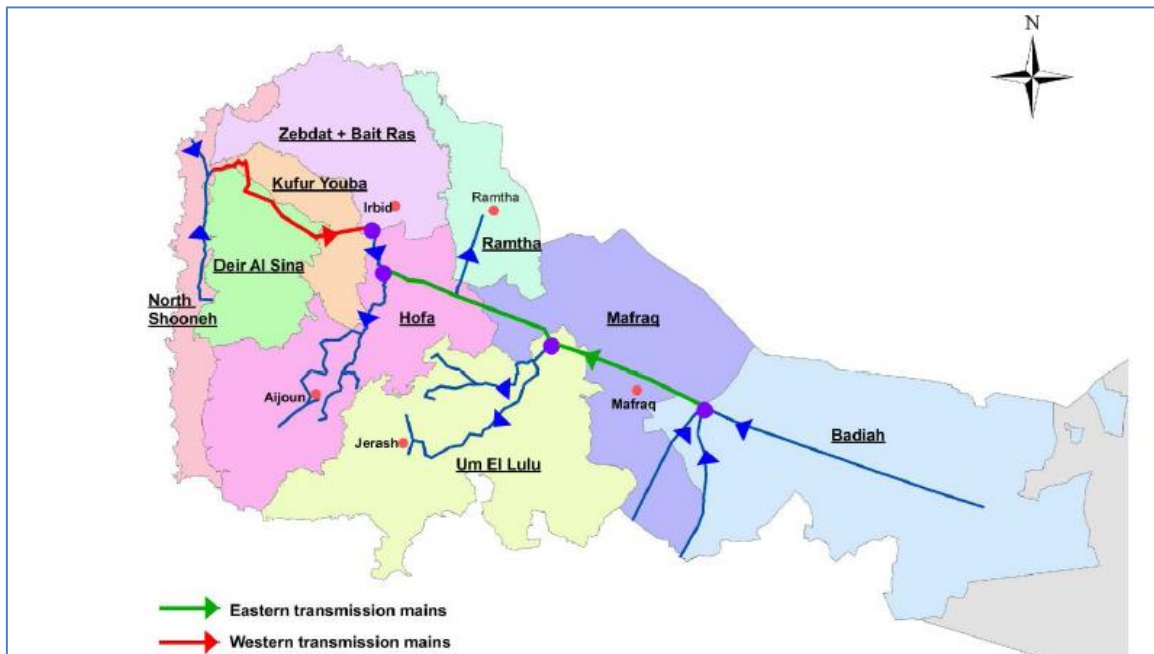 N
Zebdat + Bait Ras
Kufur Youba
Irbid
Ramtha
Ramtha
Deir Al Sina
North
Shooneh
Hofa
Mafraq
Aijoun
Mafraq
Jerash
Badiah
Um El Lulu
Eastern transmission mains
Western transmission mains